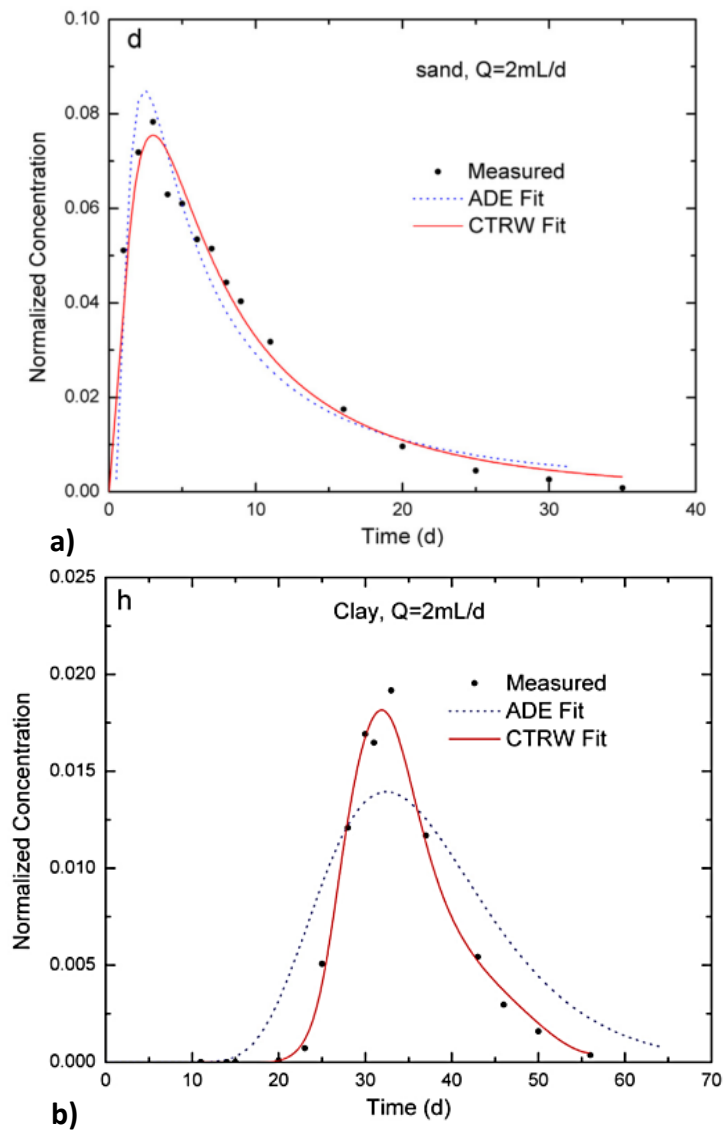 0.10
d
sand, Q=2mL/d
0.08
Measured
ADE Fit
CTRW Fit
0.06
0.04
0.02
0.00
0
10
20
30
40
Normalized Concentration
Time (d)
a)
0.025
h
Clay, Q=2mL/d
0.020
Measured
ADE Fit
CTRW Fit
0.015
0.010
0.005
0.000
0
10
20
30
40
50
60
70
Normalized Concentration
Time (d)
b)